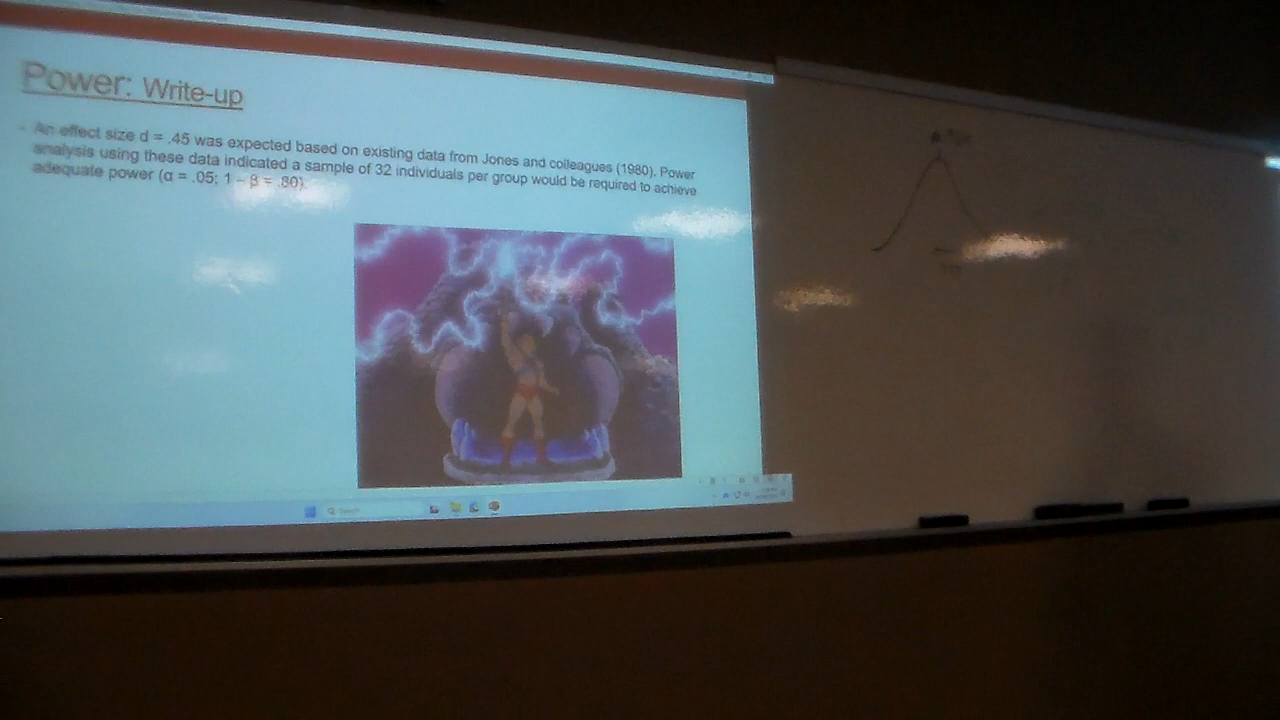 Power: Write-up
- An effect size d = .45 was expected based on existing data from Jones and colleagues (1980). Power
analysis using these data indicated a sample of 32 individuals per group would be required to achieve
adequate power (α = .05; 1 – β = .80).
Search